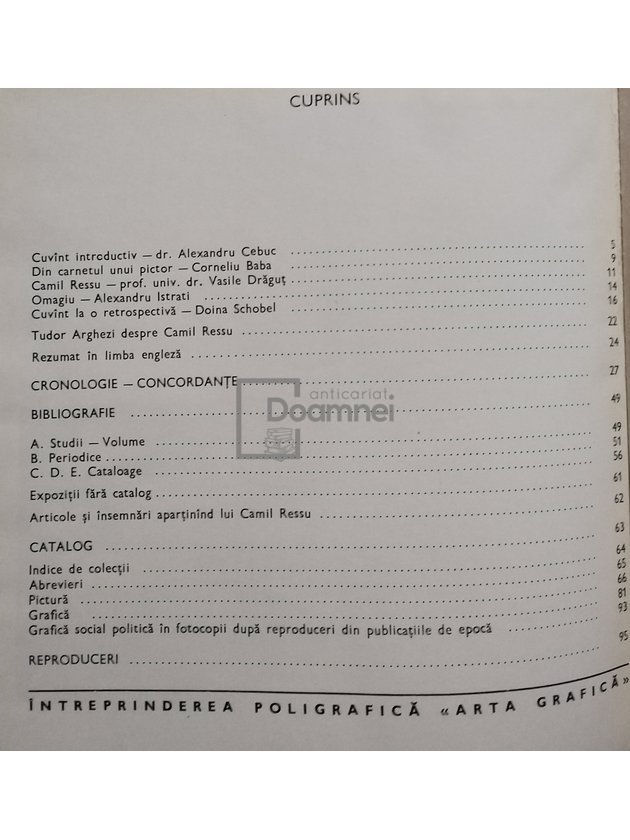 CUPRINS
Cuvînt introductiv — dr. Alexandru Cebuc 5
Din carnetul unui pictor — Corneliu Baba 9
Camil Ressu — prof. univ. dr. Vasile Drăguț 11
Omagiu — Alexandru Istrati 14
Cuvînt la o retrospectivă — Doina Schobel 16
Tudor Arghezi despre Camil Ressu 22
Rezumat în limba engleză 24
CRONOLOGIE — CONCORDANȚE 27
anticariat
Doamnei
BIBLIOGRAFIE 49
A. Studii — Volume 49
B. Periodice 51
C. D. E. Cataloage 56
Expoziții fără catalog 61
Articole și însemnări aparținînd lui Camil Ressu 62
CATALOG 63
Indice de colecții 64
Abrevieri 65
Pictură 66
Grafică 81
Grafică social politică în fotocopii după reproduceri din publicațiile de epocă 93
REPRODUCERI 95
ÎNTREPRINDEREA POLIGRAFICĂ «ARTA GRAFICĂ»